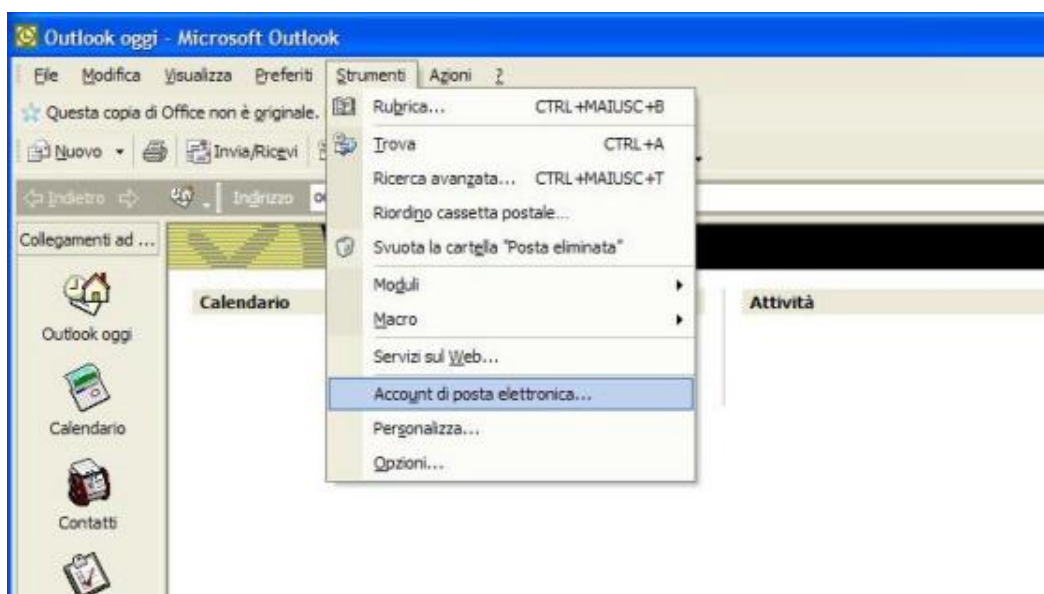 Outlook oggi - Microsoft Outlook
File Modifica Visualizza Preferiti Strumenti Azioni ?
Questa copia di Office non è originale.
Nuovo Invia/Ricevi
Indietro Indirizzo
Collegamenti ad ...
Outlook oggi
Calendario
Contatti
Rubrica... CTRL+MAIUSC+B
Trova CTRL+A
Ricerca avanzata... CTRL+MAIUSC+T
Riordino cassetta postale...
Svuota la cartella "Posta eliminata"
Moduli
Macro
Servizi sul Web...
Account di posta elettronica...
Personalizza...
Opzioni...
Calendario
Attività